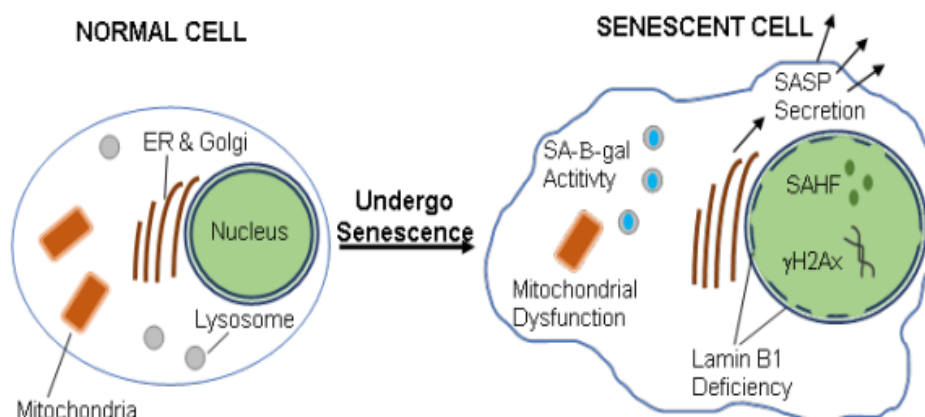 NORMAL CELL
ER & Golgi
Nucleus
Lysosome
Mitochondria
Undergo
Senescence
SENESCENT CELL
SASP
Secretion
SA-B-gal
Actitivty
SAHF
γH2Ax
Mitochondrial
Dysfunction
Lamin B1
Deficiency